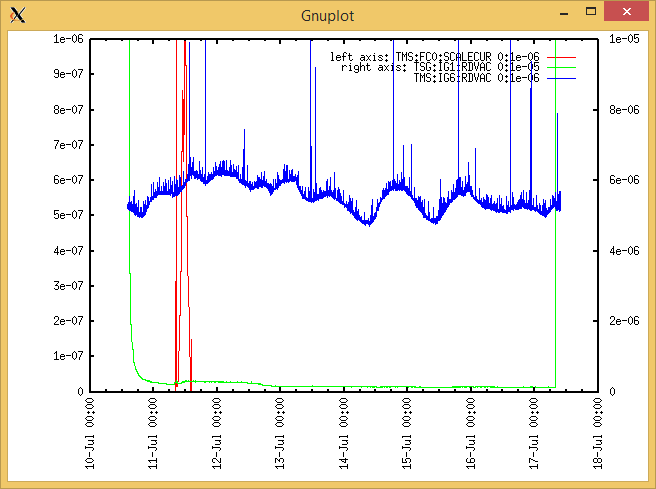 Gnuplot
left axis: TMS:FC0:SCALECUR 0:1e-06
right axis: TSG:IG1:RDVAC 0:1e-05
TMS:IG6:RDVAC 0:1e-06
1e-06
9e-07
8e-07
7e-07
6e-07
5e-07
4e-07
3e-07
2e-07
1e-07
0
1e-05
8e-06
6e-06
4e-06
2e-06
0
10-Jul 00:00
11-Jul 00:00
12-Jul 00:00
13-Jul 00:00
14-Jul 00:00
15-Jul 00:00
16-Jul 00:00
17-Jul 00:00
18-Jul 00:00